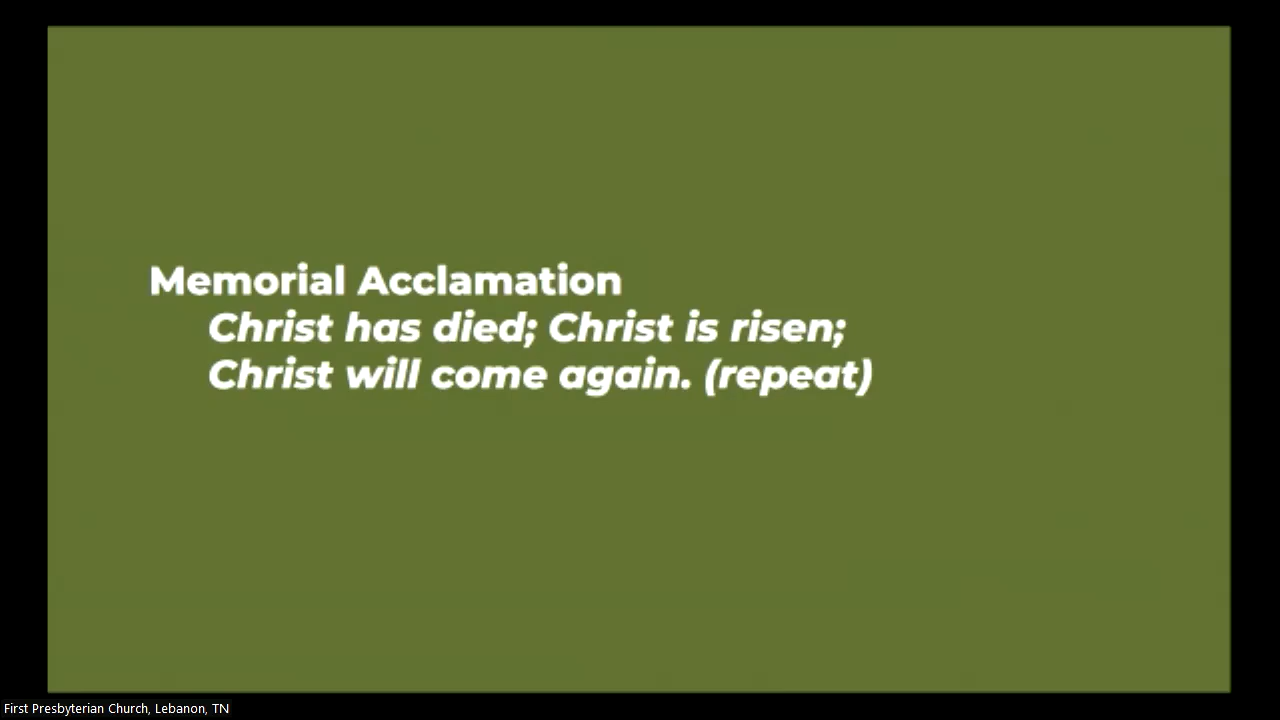 Memorial Acclamation
Christ has died; Christ is risen;
Christ will come again. (repeat)
First Presbyterian Church, Lebanon, TN